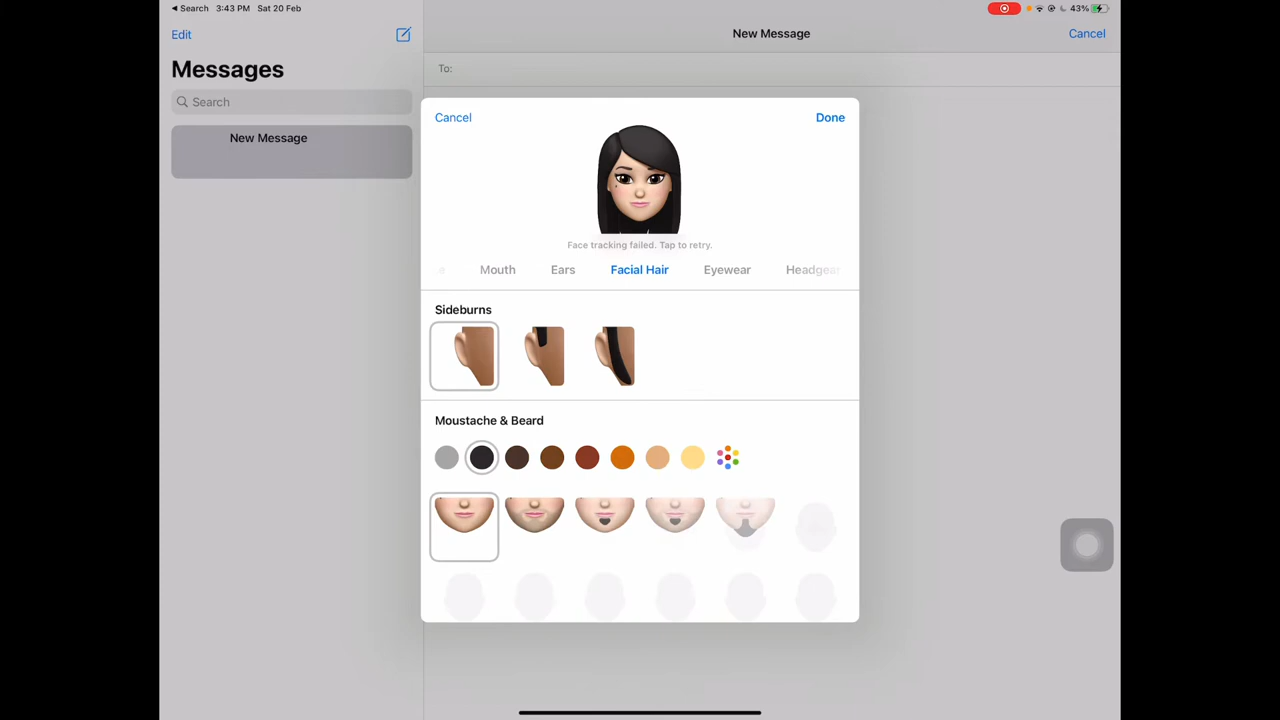 Search 3:43 PM Sat 20 Feb 43%
Edit
New Message
Cancel
Messages
To:
Search
New Message
Cancel
Done
Face tracking failed. Tap to retry.
Mouth Ears Facial Hair Eyewear Headgear
Sideburns
Moustache & Beard